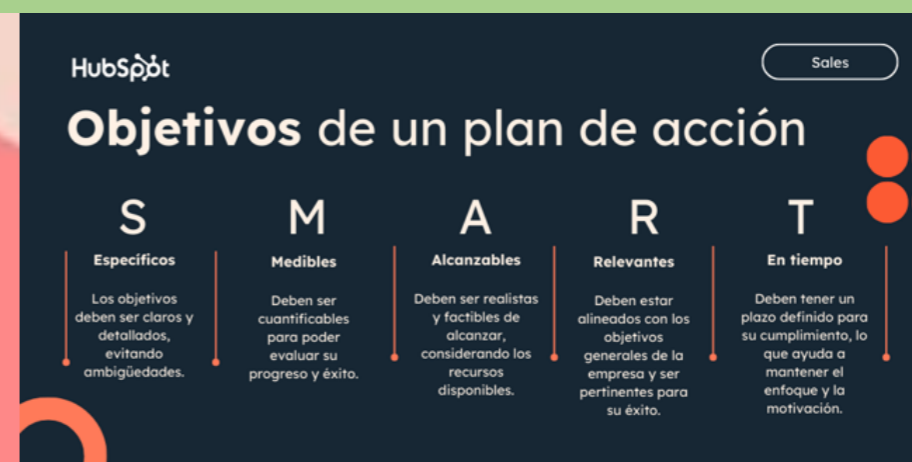 HubSpot
Sales
Objetivos de un plan de acción
S
Específicos
Los objetivos
deben ser claros y
detallados,
evitando
ambigüedades.
M
Medibles
Deben ser
cuantificables
para poder
evaluar su
progreso y éxito.
A
Alcanzables
Deben ser realistas
y factibles de
alcanzar,
considerando los
recursos
disponibles.
R
Relevantes
Deben estar
alineados con los
objetivos
generales de la
empresa y ser
pertinentes para
su éxito.
T
En tiempo
Deben tener un
plazo definido para
su cumplimiento, lo
que ayuda a
mantener el
enfoque y la
motivación.